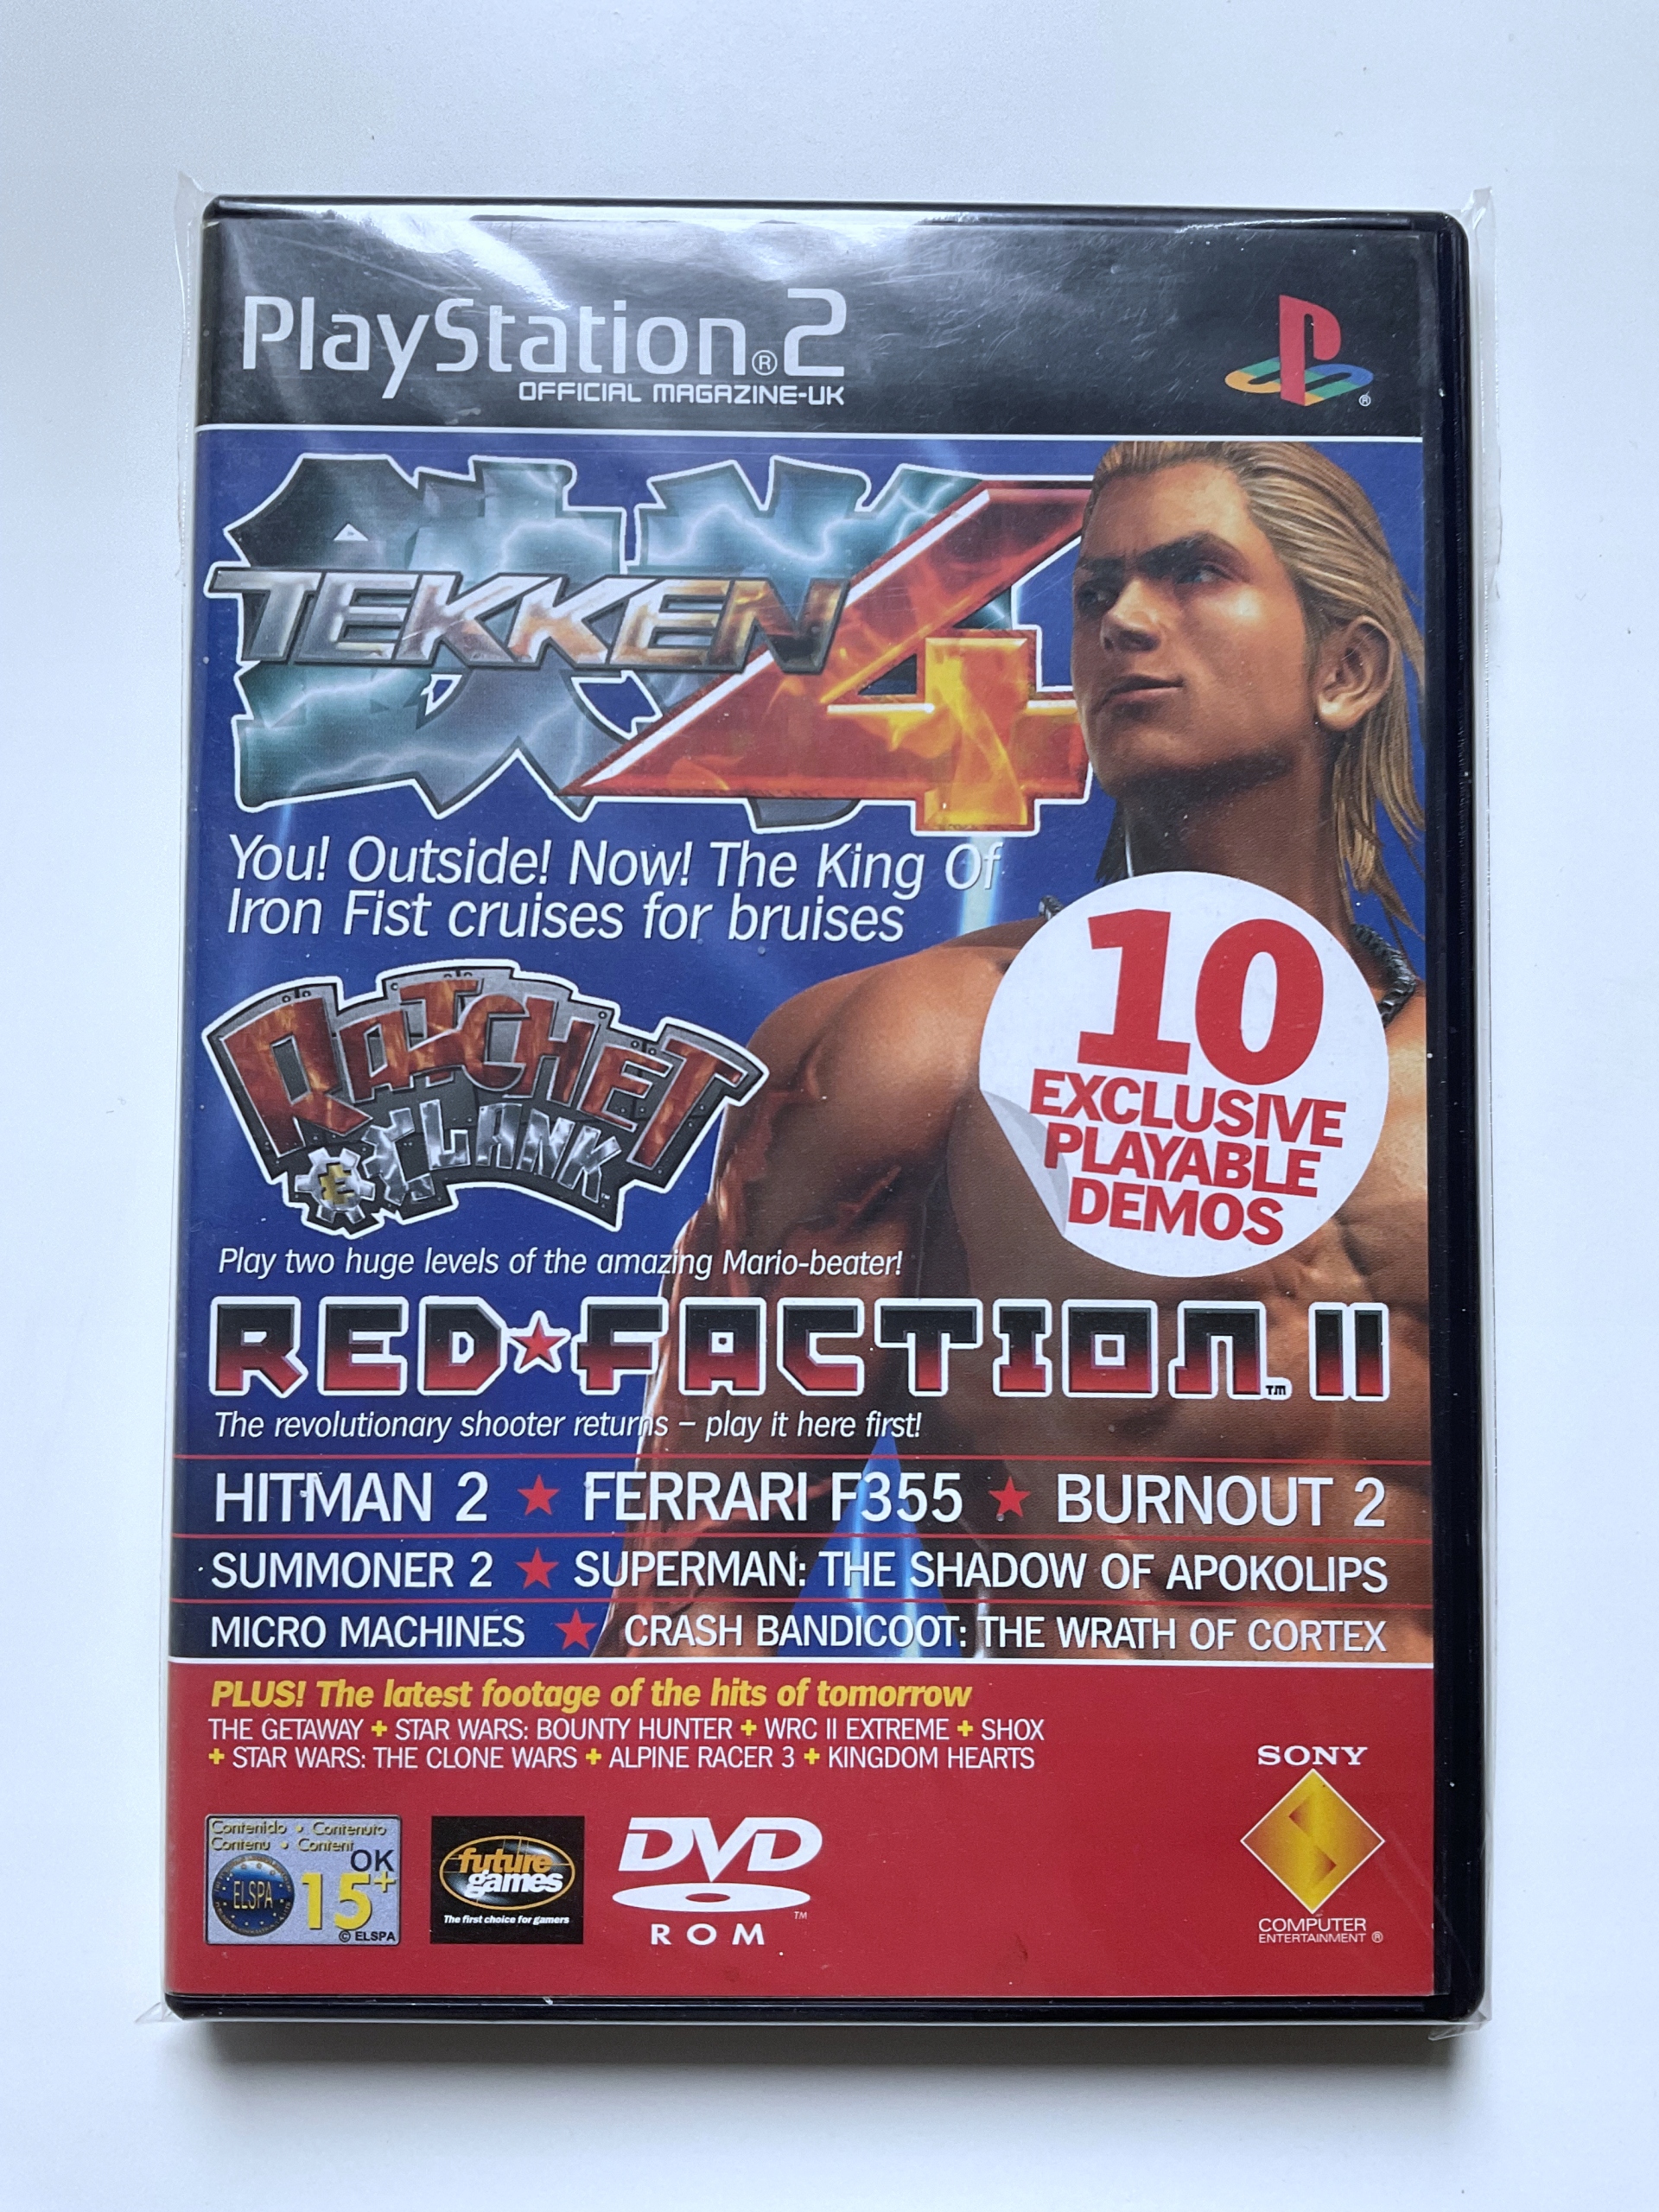 PlayStation®2
OFFICIAL MAGAZINE-UK
®
TEKKEN 4
You! Outside! Now! The King Of
Iron Fist cruises for bruises
10
EXCLUSIVE
PLAYABLE
DEMOS
RATCHET
& CLANK™
Play two huge levels of the amazing Mario-beater!
RED★FACTION™ II
The revolutionary shooter returns – play it here first!
HITMAN 2 ★ FERRARI F355 ★ BURNOUT 2
SUMMONER 2 ★ SUPERMAN: THE SHADOW OF APOKOLIPS
MICRO MACHINES ★ CRASH BANDICOOT: THE WRATH OF CORTEX
PLUS! The latest footage of the hits of tomorrow
THE GETAWAY + STAR WARS: BOUNTY HUNTER + WRC II EXTREME + SHOX
+ STAR WARS: THE CLONE WARS + ALPINE RACER 3 + KINGDOM HEARTS
Contenido • Contenuto
Contenu • Content
OK
ELSPA
15+
© ELSPA
future
games
The first choice for gamers
DVD
™
ROM
SONY
COMPUTER
ENTERTAINMENT ®